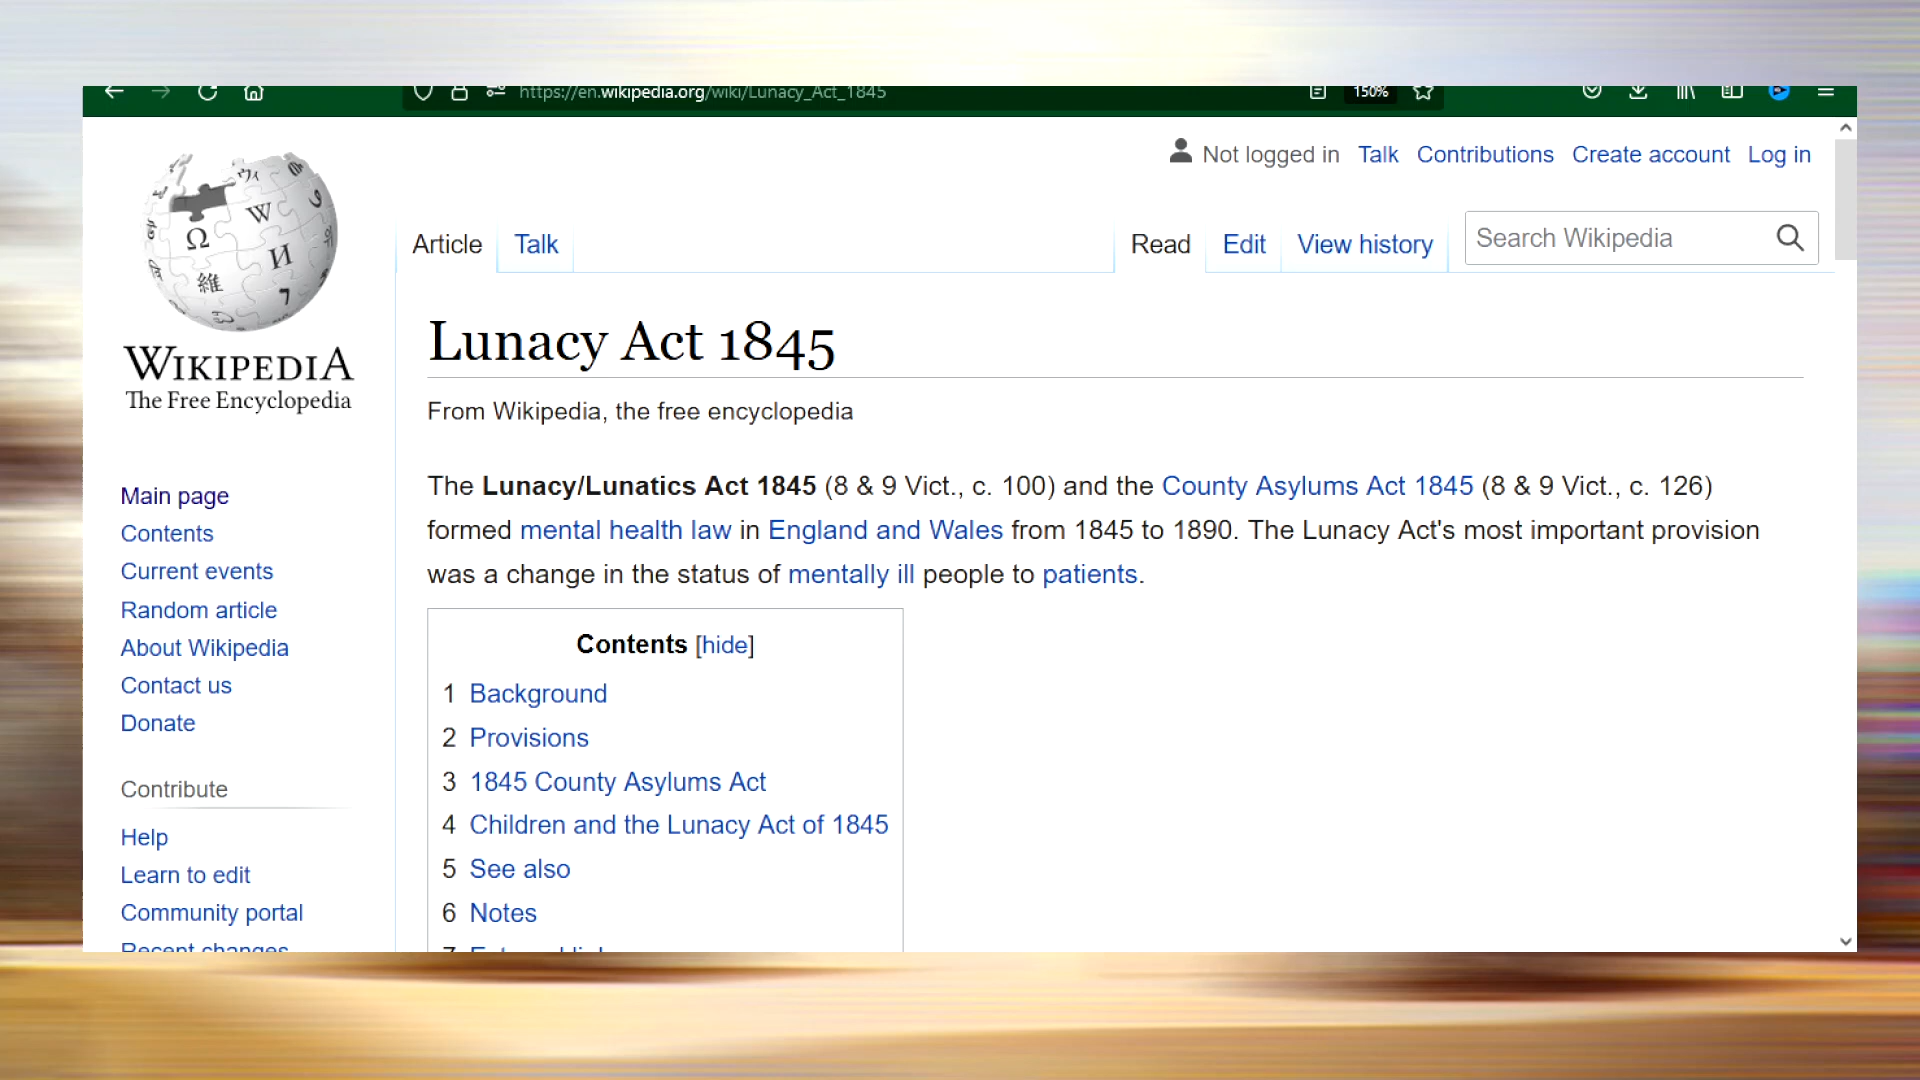 https://en.wikipedia.org/wiki/Lunacy_Act_1845
150%
Not logged in Talk Contributions Create account Log in
Article Talk Read Edit View history Search Wikipedia
WIKIPEDIA
The Free Encyclopedia
Main page
Contents
Current events
Random article
About Wikipedia
Contact us
Donate
Contribute
Help
Learn to edit
Community portal
Recent changes
Lunacy Act 1845
From Wikipedia, the free encyclopedia
The Lunacy/Lunatics Act 1845 (8 & 9 Vict., c. 100) and the County Asylums Act 1845 (8 & 9 Vict., c. 126)
formed mental health law in England and Wales from 1845 to 1890. The Lunacy Act's most important provision
was a change in the status of mentally ill people to patients.
Contents [hide]
1 Background
2 Provisions
3 1845 County Asylums Act
4 Children and the Lunacy Act of 1845
5 See also
6 Notes